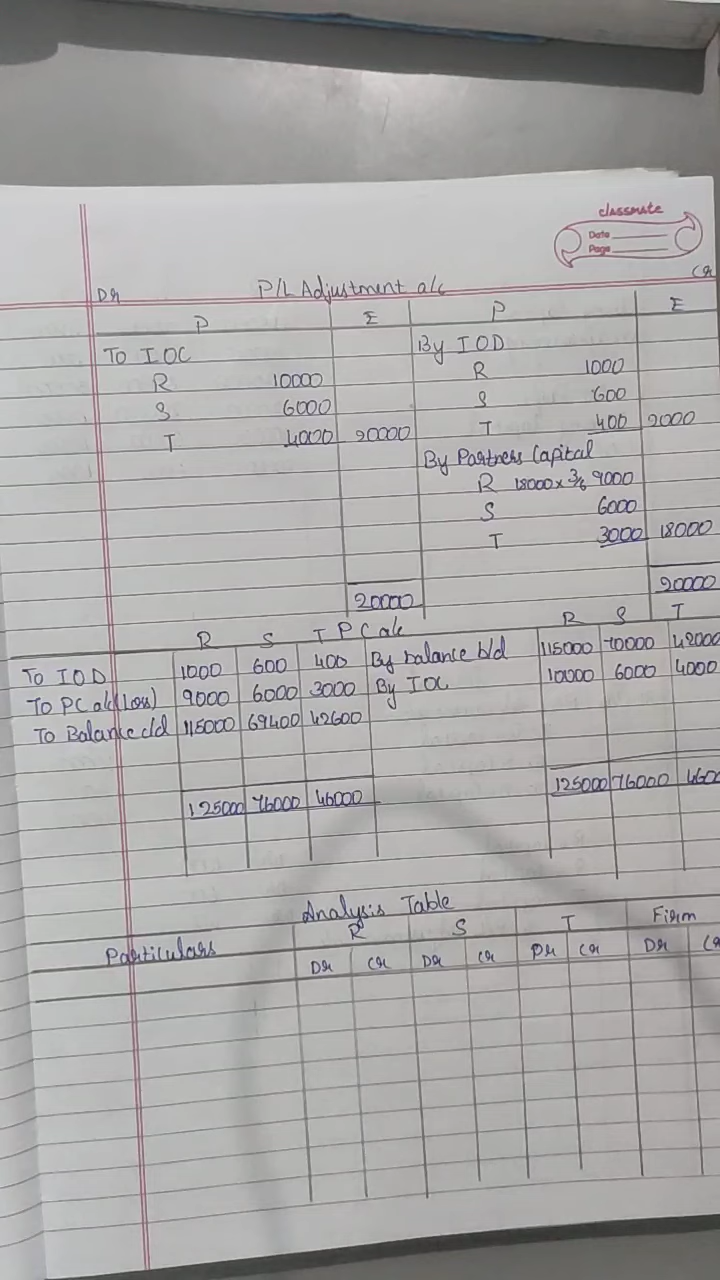 classmate
Date
Page
Dr P/L Adjustment a/c Cr
P Σ P Σ
To IOC By IOD
R 10000 R 1000
S 6000 S 600
T 4000 20000 T 400 2000
By Partners Capital
R 18000 x 3/6 9000
S 6000
T 3000 18000
20000 20000
R S T P C a/c R S T
To IOD 1000 600 400 By balance b/d 115000 70000 42000
To PC a/c (Loss) 9000 6000 3000 By IOC 10000 6000 4000
To Balance c/d 115000 69400 42600
125000 76000 46000 125000 76000 4600
Analysis Table
Particulars R S T Firm
Dr Cr Dr Cr Dr Cr Dr Cr